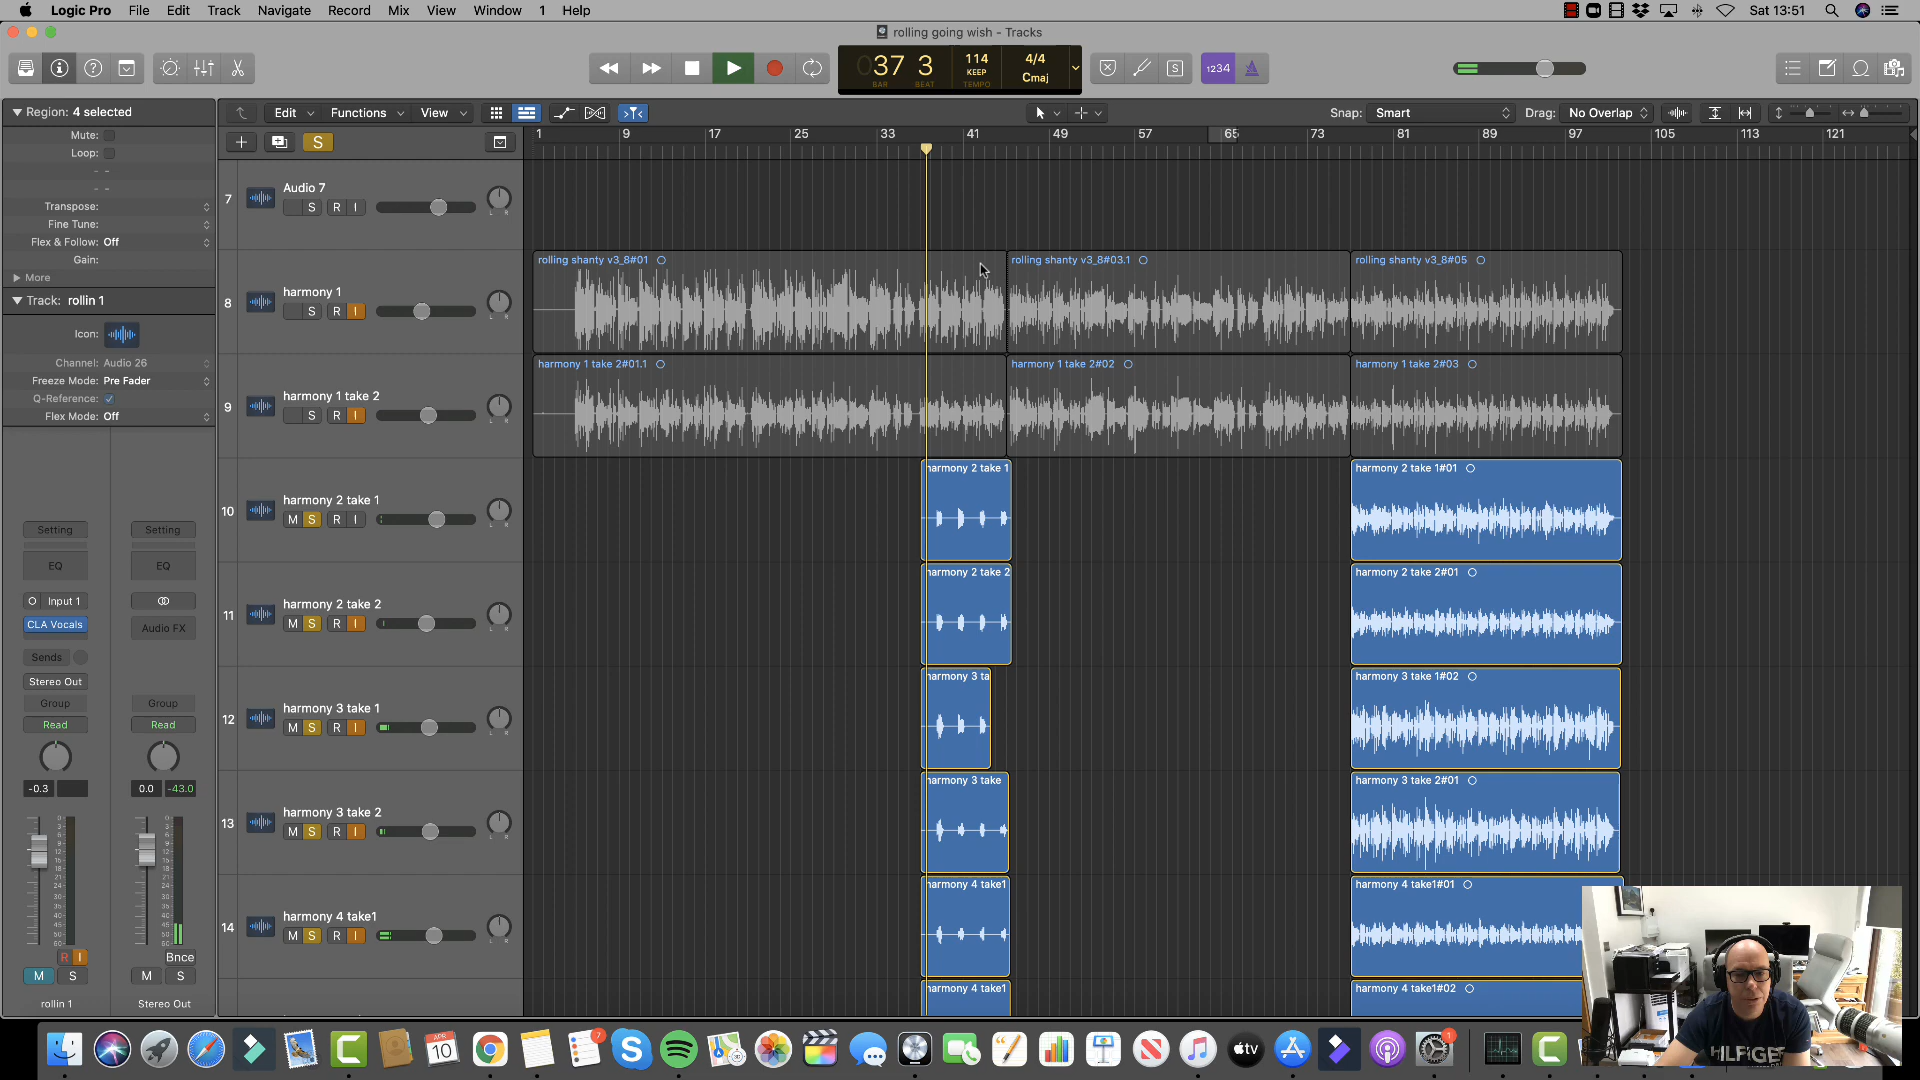 Logic Pro File Edit Track Navigate Record Mix View Window 1 Help
Sat 13:51
rolling going wish - Tracks
37 3
BAR BEAT
114
KEEP
TEMPO
4/4
Cmaj
1234
Region: 4 selected
Mute:
Loop:
Transpose:
Fine Tune:
Flex & Follow: Off
Gain:
More
Track: rollin 1
Icon:
Channel: Audio 26
Freeze Mode: Pre Fader
Q-Reference:
Flex Mode: Off
Edit Functions View
Snap: Smart
Drag: No Overlap
S
1 9 17 25 33 41 49 57 65 73 81 89 97 105 113 121
7 Audio 7
S R I
L R
8 harmony 1
S R I
L R
rolling shanty v3_8#01
rolling shanty v3_8#03.1
rolling shanty v3_8#05
9 harmony 1 take 2
S R I
L R
harmony 1 take 2#01.1
harmony 1 take 2#02
harmony 1 take 2#03
10 harmony 2 take 1
M S R I
L R
harmony 2 take 1
harmony 2 take 1#01
11 harmony 2 take 2
M S R I
L R
harmony 2 take 2
harmony 2 take 2#01
12 harmony 3 take 1
M S R I
L R
harmony 3 ta
harmony 3 take 1#02
13 harmony 3 take 2
M S R I
L R
harmony 3 take
harmony 3 take 2#01
14 harmony 4 take1
M S R I
L R
harmony 4 take1
harmony 4 take1#01
harmony 4 take1
harmony 4 take1#02
Setting Setting
EQ EQ
Input 1
CLA Vocals Audio FX
Sends
Stereo Out
Group Group
Read Read
-0.3 0.0 -43.0
R I Bnce
M S M S
rollin 1 Stereo Out
HILFIGER
APR
10
7
tv
1